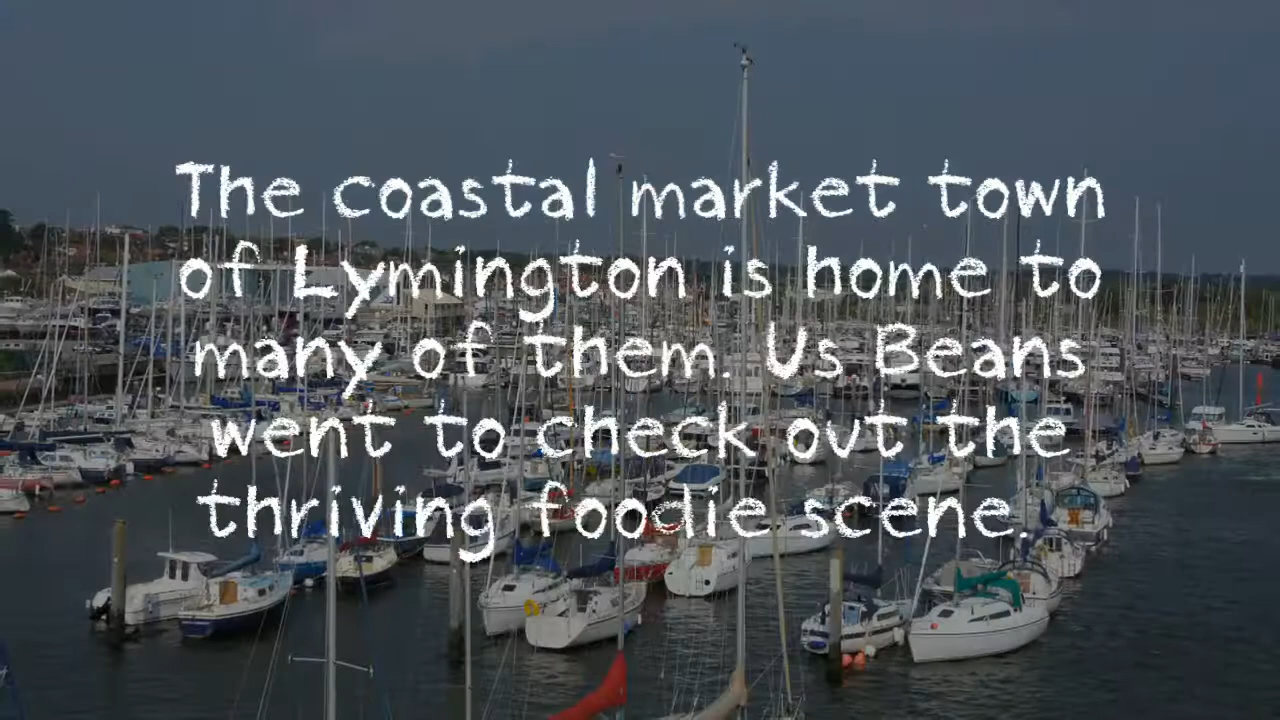 The coastal market town
of Lymington is home to
many of them. Us Beans
went to check out the
thriving foodie scene.